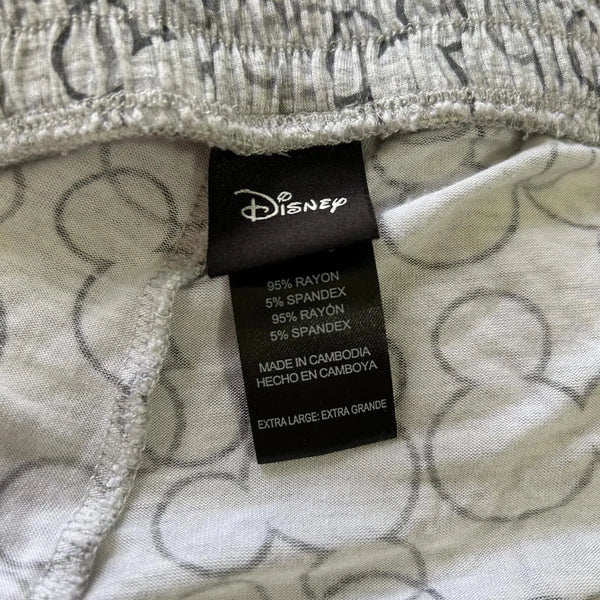 Disney
95% RAYON
5% SPANDEX
95% RAYÓN
5% SPANDEX
MADE IN CAMBODIA
HECHO EN CAMBOYA
EXTRA LARGE: EXTRA GRANDE